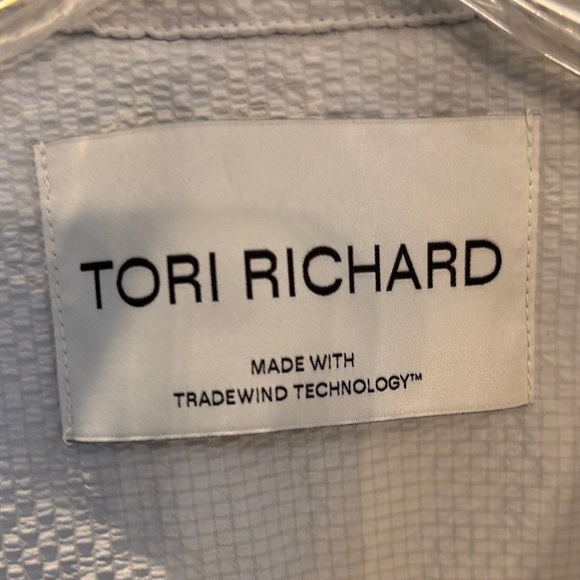 TORI RICHARD
MADE WITH
TRADEWIND TECHNOLOGY™